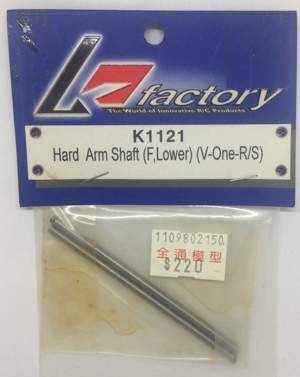 factory
The World of Innovative R/C Products
K1121
Hard Arm Shaft (F,Lower) (V-One-R/S)
1109802150
全通模型
$220